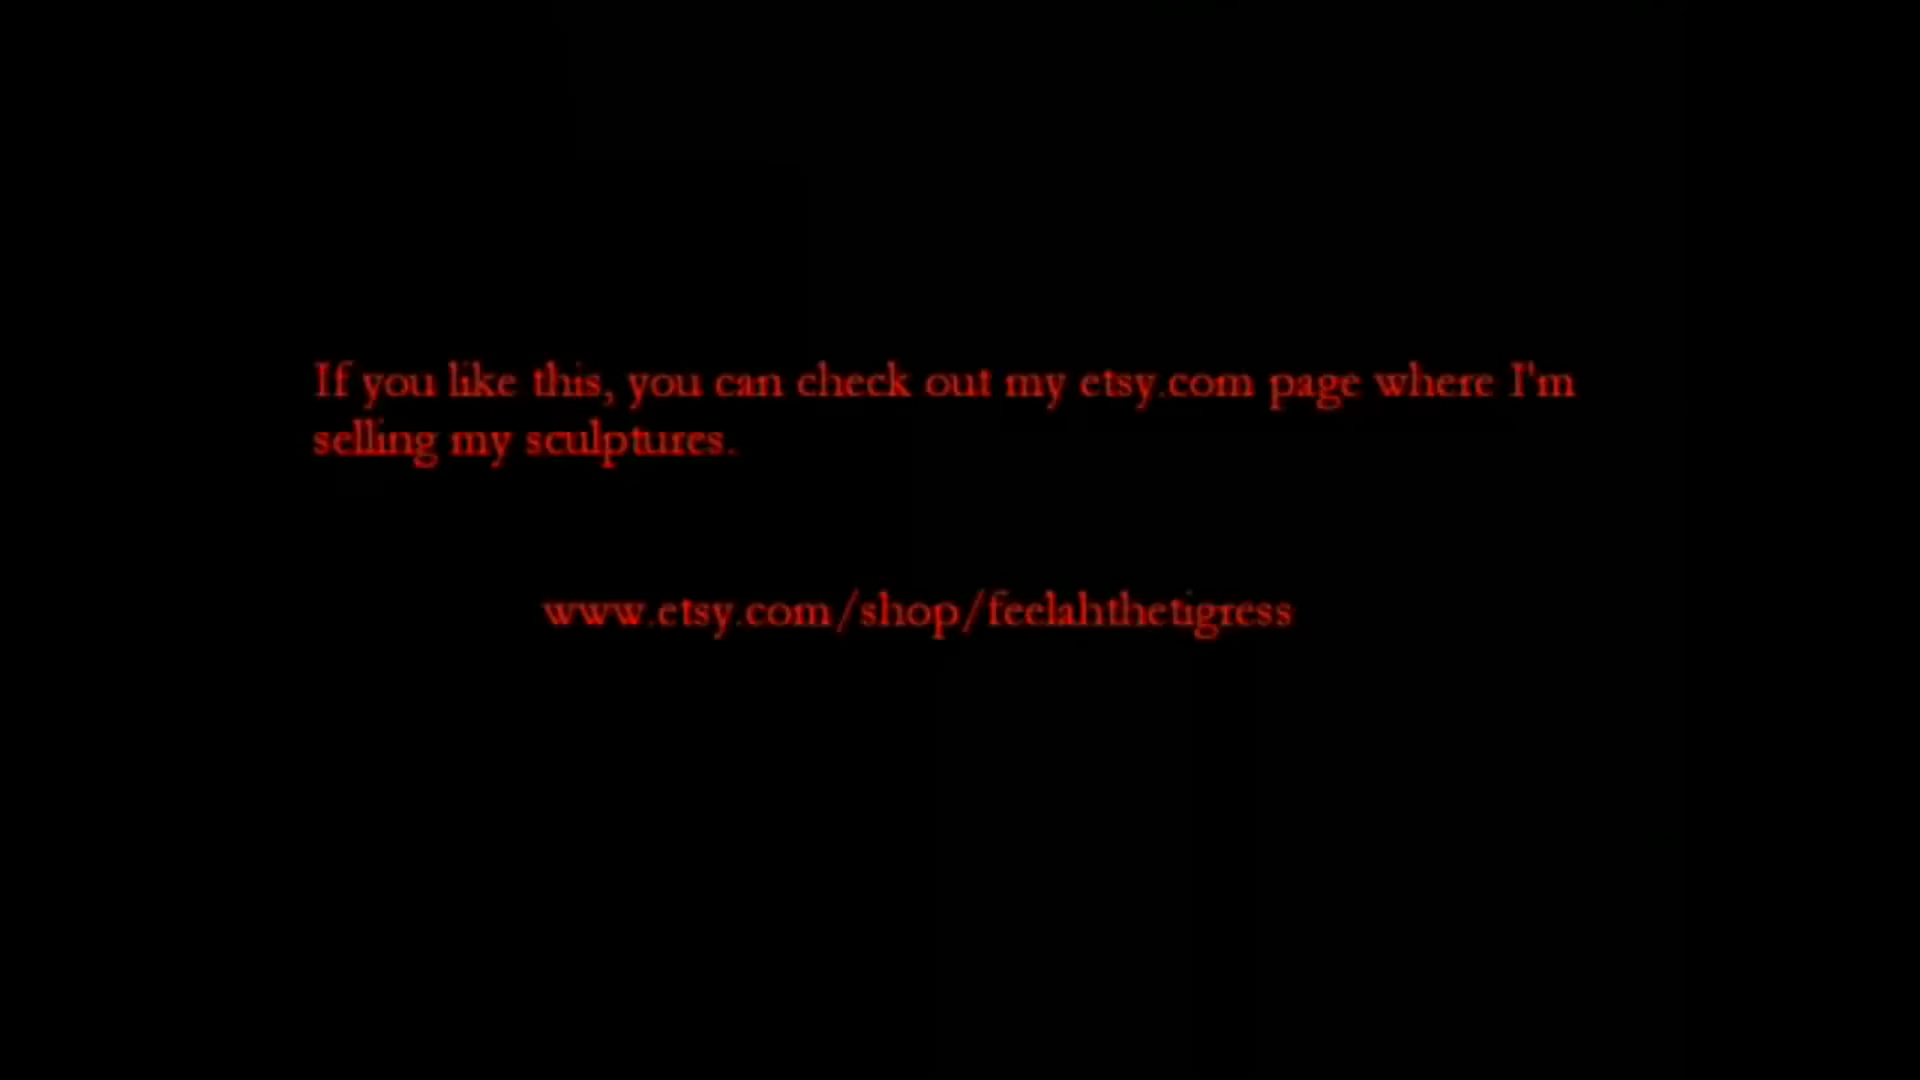 If you like this, you can check out my etsy.com page where I'm
selling my sculptures.
www.etsy.com/shop/feelahthetigress